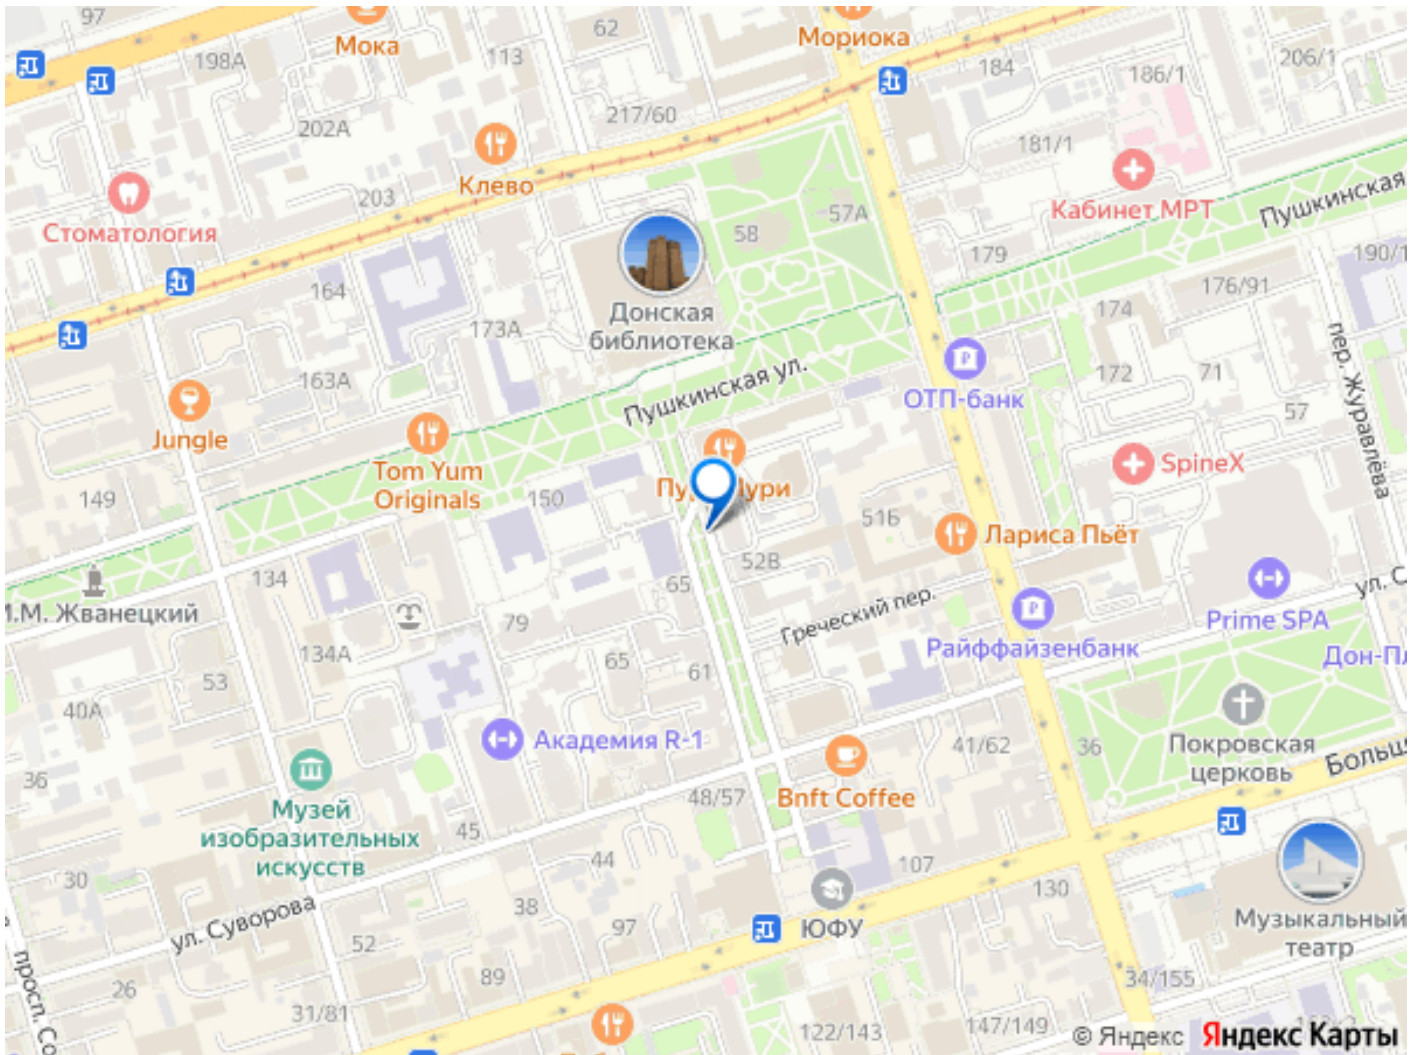 97
198А
Мока
113
62
Мориока
184
186/1
206/1
202А
217/60
181/1
Клево
203
Стоматология
57А
58
Кабинет МРТ
Пушкинская
179
190/1
164
173А
Донская
библиотека
176/91
174
163А
Пушкинская ул.
ОТП-банк
172
71
57
пер. Журавлёва
Jungle
Tom Yum
Originals
149
150
51Б
SpineX
Лариса Пьёт
134
52В
65
И.М. Жванецкий
79
Греческий пер.
Prime SPA
134А
65
61
Райффайзенбанк
53
40А
Академия R-1
41/62
36
Покровская
церковь
36
Музей
изобразительных
искусств
48/57
Bnft Coffee
45
44
107
30
130
38
ул. Суворова
97
ЮФУ
Музыкальный
театр
52
89
26
31/81
34/155
122/143
147/149
© Яндекс
Яндекс Карты